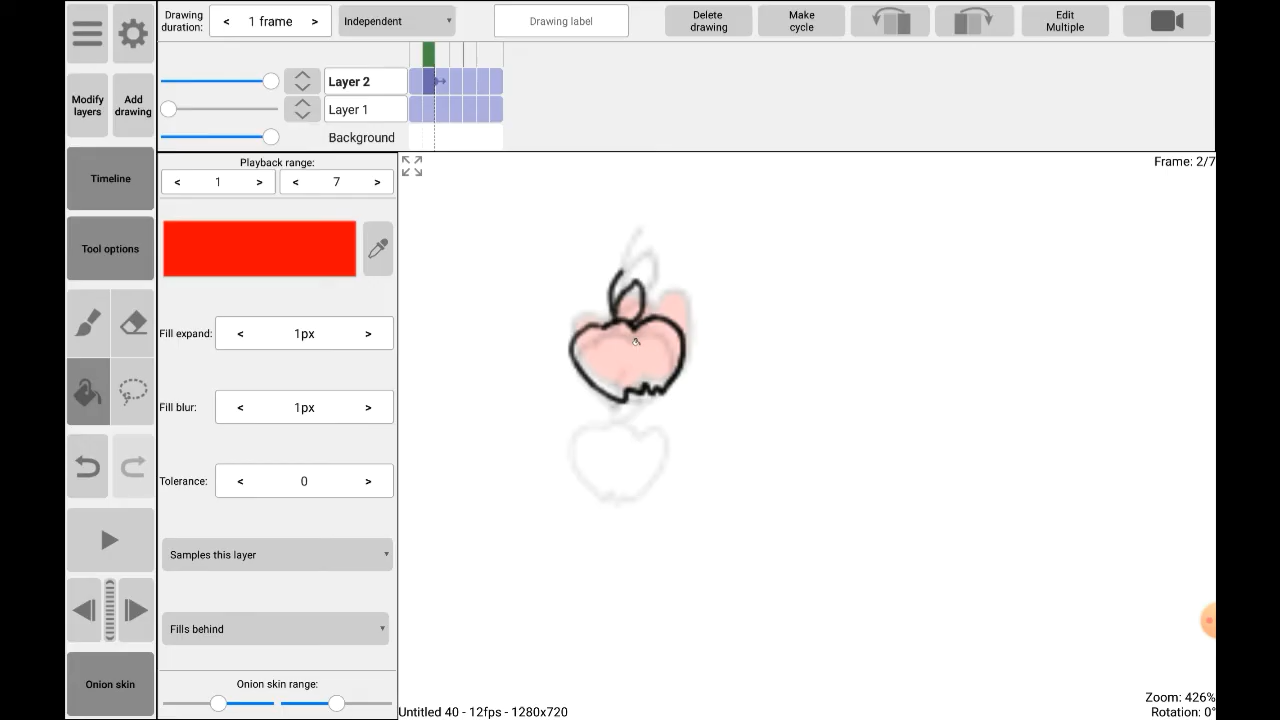 Drawing
duration:
< 1 frame >
Independent
Drawing label
Delete
drawing
Make
cycle
Edit
Multiple
Modify
layers
Add
drawing
Layer 2
Layer 1
Background
Timeline
Playback range:
< 1 >
< 7 >
Frame: 2/7
Tool options
Fill expand:
< 1px >
Fill blur:
< 1px >
Tolerance:
< 0 >
Samples this layer
Fills behind
Onion skin
Onion skin range:
Zoom: 426%
Untitled 40 - 12fps - 1280x720
Rotation: 0°